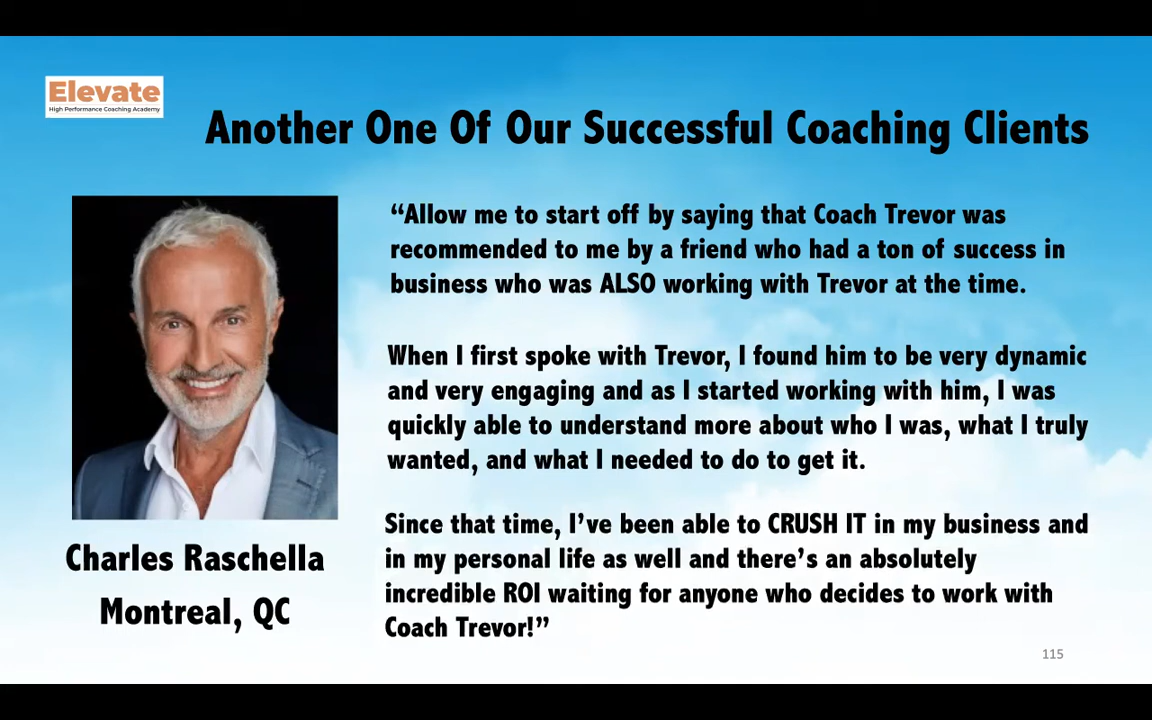 Elevate
High Performance Coaching Academy
Another One Of Our Successful Coaching Clients
“Allow me to start off by saying that Coach Trevor was
recommended to me by a friend who had a ton of success in
business who was ALSO working with Trevor at the time.
When I first spoke with Trevor, I found him to be very dynamic
and very engaging and as I started working with him, I was
quickly able to understand more about who I was, what I truly
wanted, and what I needed to do to get it.
Since that time, I’ve been able to CRUSH IT in my business and
in my personal life as well and there’s an absolutely
incredible ROI waiting for anyone who decides to work with
Coach Trevor!”
Charles Raschella
Montreal, QC
115